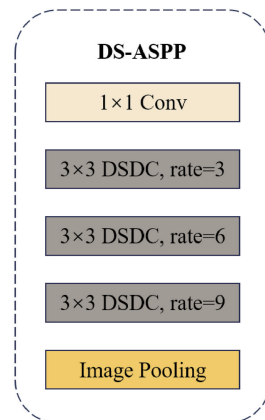 DS-ASPP
1×1 Conv
3×3 DSDC, rate=3
3×3 DSDC, rate=6
3×3 DSDC, rate=9
Image Pooling